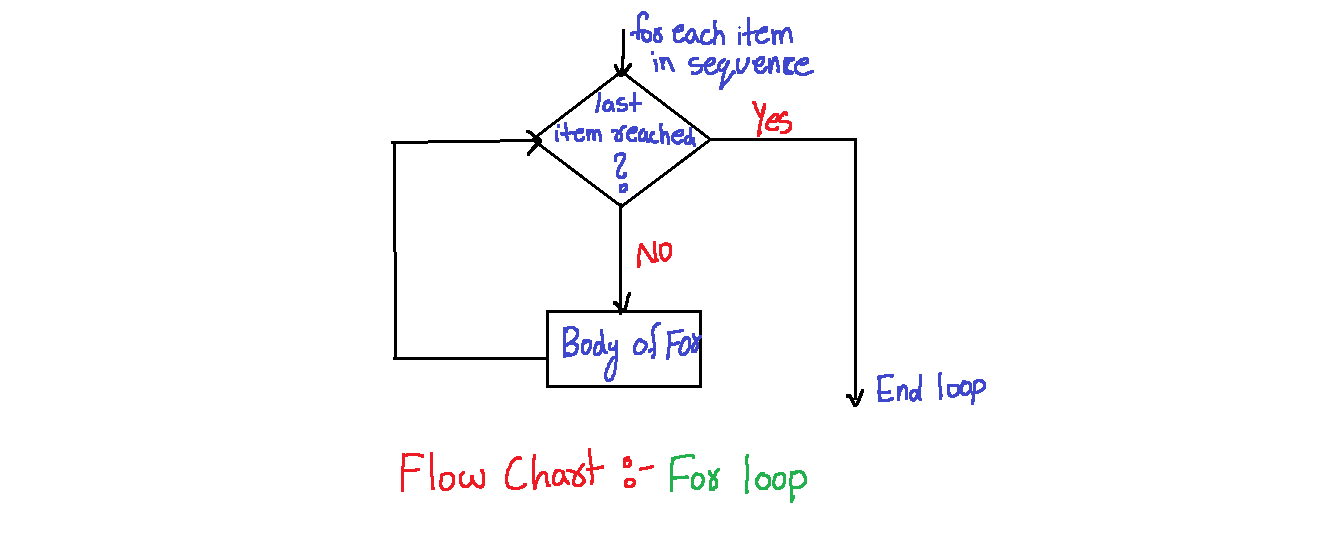 for each item
in sequence
last
item reached
?
Yes
NO
Body of For
End loop
Flow Chart :- For loop